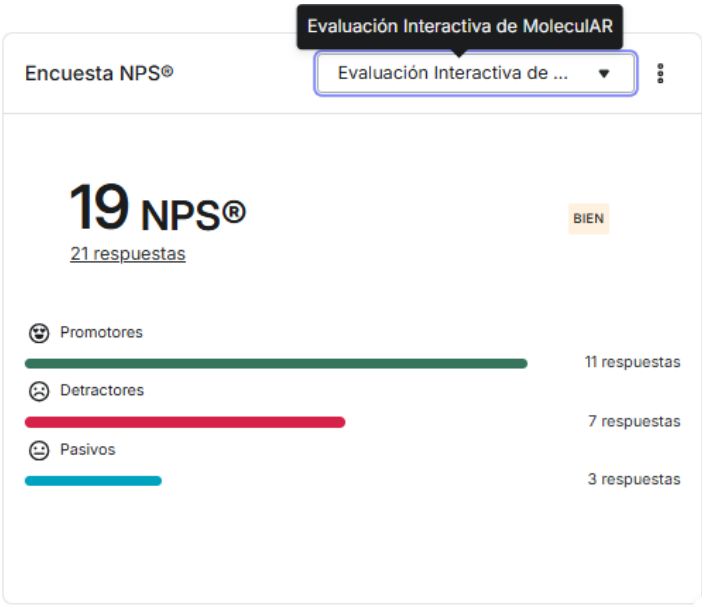 Evaluación Interactiva de MoleculAR
Encuesta NPS®
Evaluación Interactiva de ...
19 NPS®
BIEN
21 respuestas
Promotores
11 respuestas
Detractores
7 respuestas
Pasivos
3 respuestas